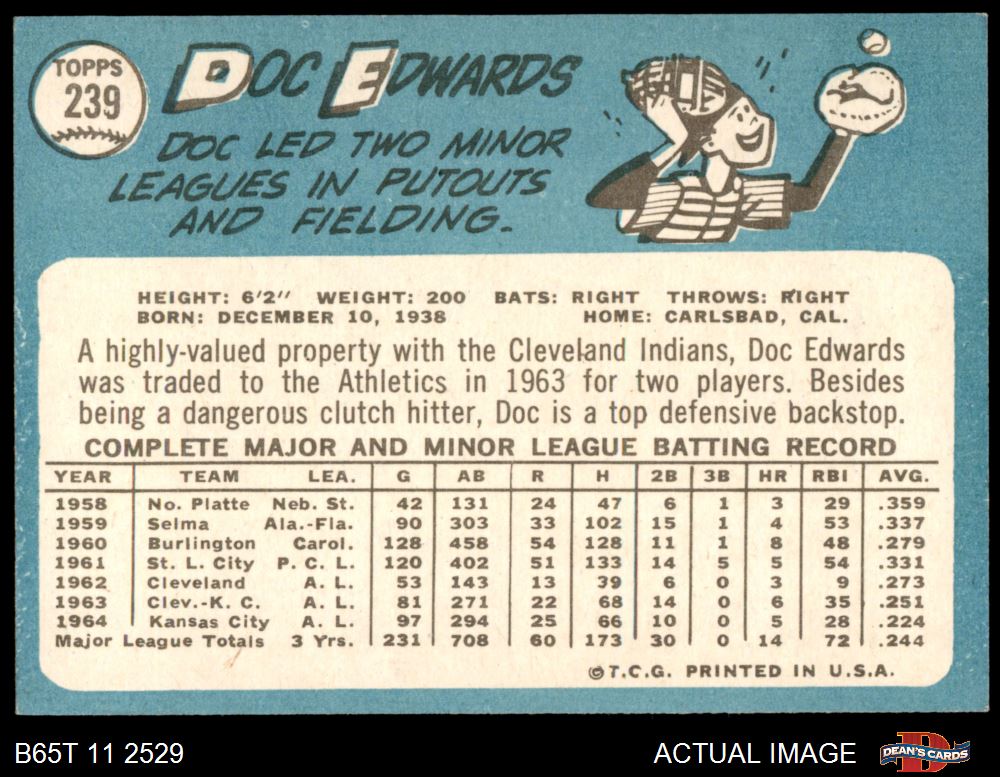 TOPPS
239
DOC EDWARDS
DOC LED TWO MINOR
LEAGUES IN PUTOUTS
AND FIELDING.
HEIGHT: 6'2" WEIGHT: 200 BATS: RIGHT THROWS: RIGHT
BORN: DECEMBER 10, 1938 HOME: CARLSBAD, CAL.
A highly-valued property with the Cleveland Indians, Doc Edwards
was traded to the Athletics in 1963 for two players. Besides
being a dangerous clutch hitter, Doc is a top defensive backstop.
COMPLETE MAJOR AND MINOR LEAGUE BATTING RECORD
YEAR TEAM LEA. G AB R H 2B 3B HR RBI AVG.
1958 No. Platte Neb. St. 42 131 24 47 6 1 3 29 .359
1959 Selma Ala.-Fla. 90 303 33 102 15 1 4 53 .337
1960 Burlington Carol. 128 458 54 128 11 1 8 48 .279
1961 St. L. City P. C. L. 120 402 51 133 14 5 5 54 .331
1962 Cleveland A. L. 53 143 13 39 6 0 3 9 .273
1963 Clev.-K. C. A. L. 81 271 22 68 14 0 6 35 .251
1964 Kansas City A. L. 97 294 25 66 10 0 5 28 .224
Major League Totals 3 Yrs. 231 708 60 173 30 0 14 72 .244
©T.C.G. PRINTED IN U.S.A.
B65T 11 2529 ACTUAL IMAGE DEAN'S CARDS